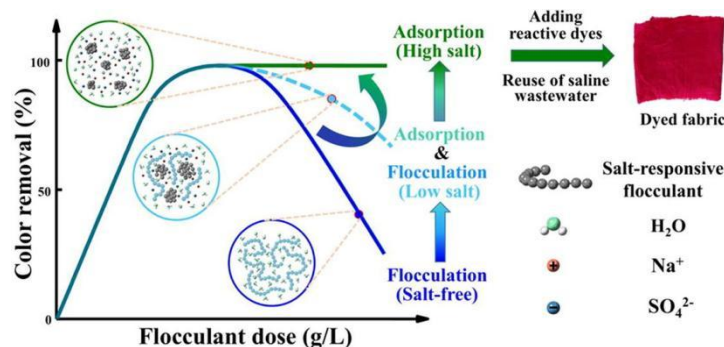 Color removal (%)
100
50
0
Flocculant dose (g/L)
Adsorption
(High salt)
Adsorption
&
Flocculation
(Low salt)
Flocculation
(Salt-free)
Adding
reactive dyes
Reuse of saline
wastewater
Dyed fabric
Salt-responsive
flocculant
H₂O
Na⁺
SO₄²⁻